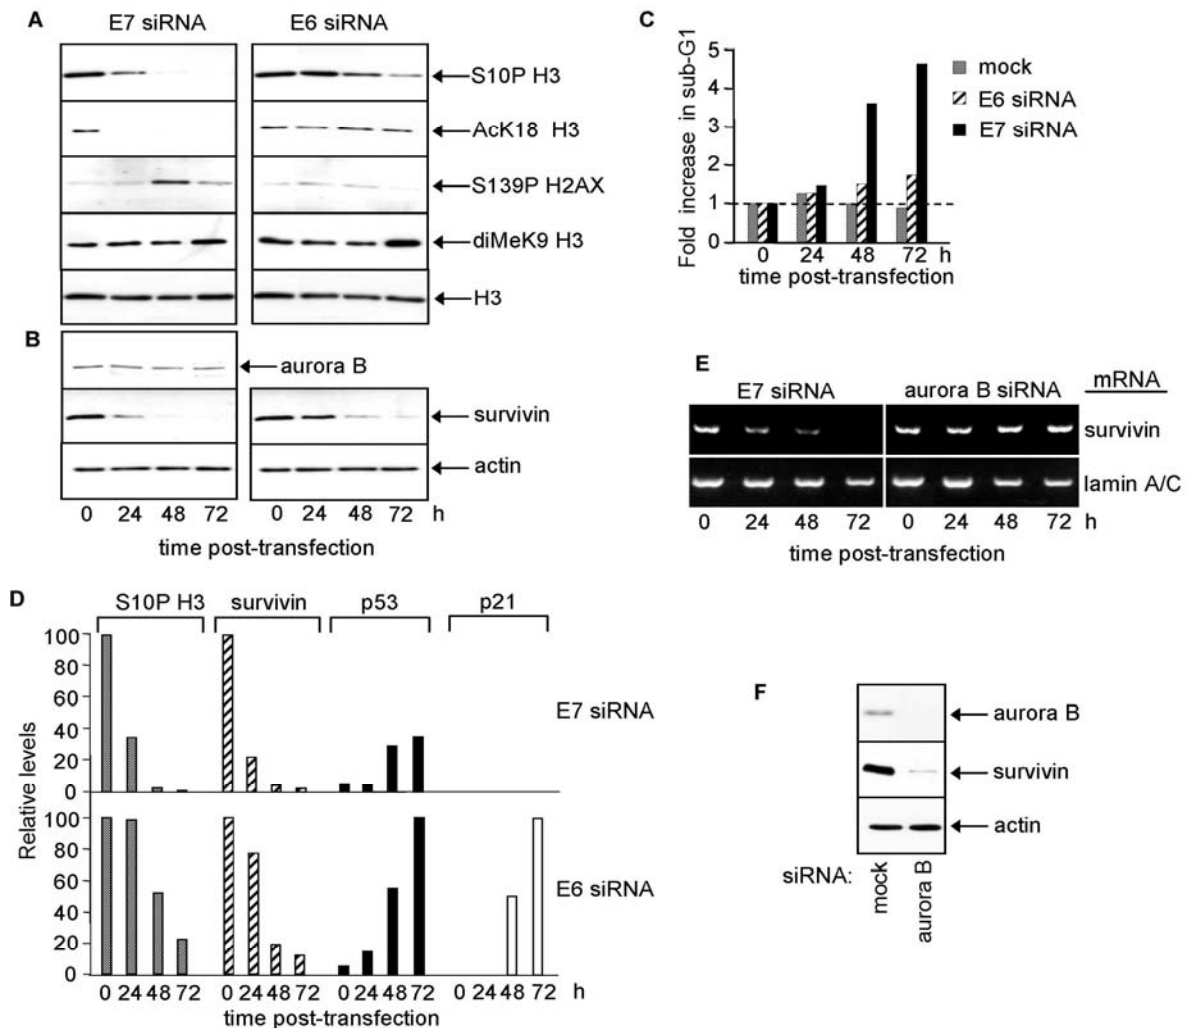 A
E7 siRNA
E6 siRNA
S10P H3
AcK18 H3
S139P H2AX
diMeK9 H3
H3
B
aurora B
survivin
actin
0 24 48 72 h
time post-transfection
C
Fold increase in sub-G1
5
4
3
2
1
0
mock
E6 siRNA
E7 siRNA
0 24 48 72 h
time post-transfection
E
E7 siRNA
aurora B siRNA
mRNA
survivin
lamin A/C
0 24 48 72 0 24 48 72 h
time post-transfection
D
S10P H3 survivin p53 p21
Relative levels
100
80
60
40
20
0
E7 siRNA
100
80
60
40
20
0
E6 siRNA
0 24 48 72 0 24 48 72 0 24 48 72 0 24 48 72 h
time post-transfection
F
aurora B
survivin
actin
siRNA:
mock
aurora B